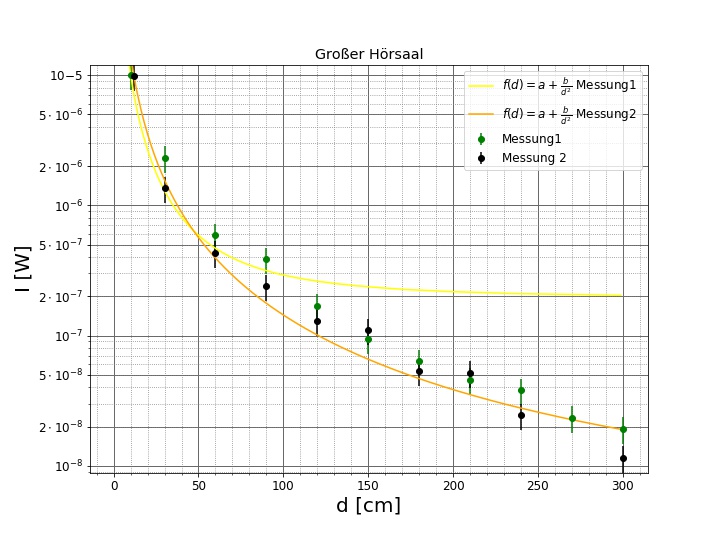 Großer Hörsaal
f(d) = a + b/d² Messung1
f(d) = a + b/d² Messung2
Messung1
Messung 2
I [W]
10−5
5·10⁻⁶
2·10⁻⁶
10⁻⁶
5·10⁻⁷
2·10⁻⁷
10⁻⁷
5·10⁻⁸
2·10⁻⁸
10⁻⁸
0 50 100 150 200 250 300
d [cm]